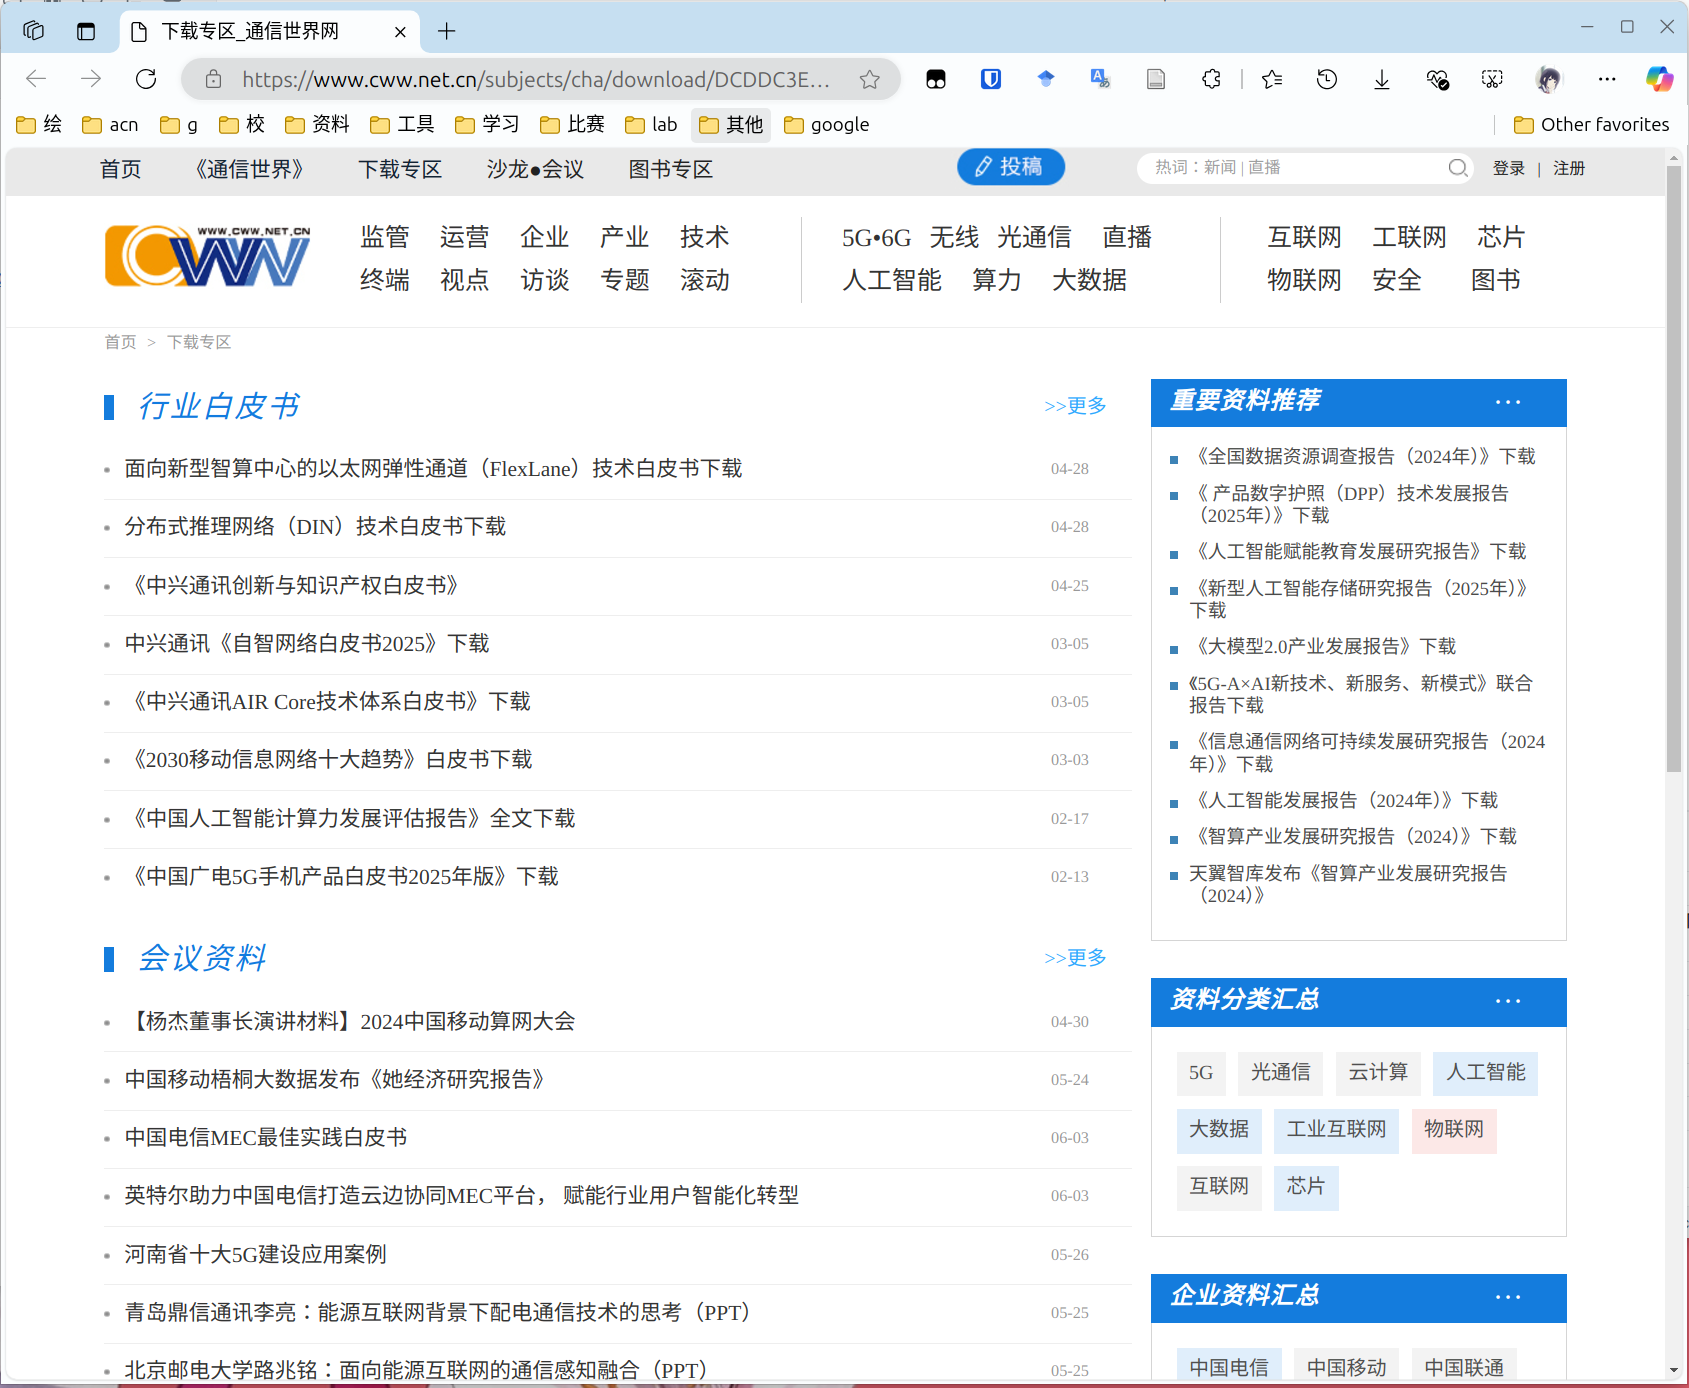 下载专区_通信世界网
https://www.cww.net.cn/subjects/cha/download/DCDDC3E...
绘 acn g 校 资料 工具 学习 比赛 lab 其他 google Other favorites
首页 《通信世界》 下载专区 沙龙●会议 图书专区 投稿 热词：新闻 | 直播 登录 | 注册
WWW.CWW.NET.CN
CWW
监管 运营 企业 产业 技术 5G•6G 无线 光通信 直播 互联网 工联网 芯片
终端 视点 访谈 专题 滚动 人工智能 算力 大数据 物联网 安全 图书
首页 > 下载专区
行业白皮书 >>更多
面向新型智算中心的以太网弹性通道（FlexLane）技术白皮书下载 04-28
分布式推理网络（DIN）技术白皮书下载 04-28
《中兴通讯创新与知识产权白皮书》 04-25
中兴通讯《自智网络白皮书2025》下载 03-05
《中兴通讯AIR Core技术体系白皮书》下载 03-05
《2030移动信息网络十大趋势》白皮书下载 03-03
《中国人工智能计算力发展评估报告》全文下载 02-17
《中国广电5G手机产品白皮书2025年版》下载 02-13
会议资料 >>更多
【杨杰董事长演讲材料】2024中国移动算网大会 04-30
中国移动梧桐大数据发布《她经济研究报告》 05-24
中国电信MEC最佳实践白皮书 06-03
英特尔助力中国电信打造云边协同MEC平台， 赋能行业用户智能化转型 06-03
河南省十大5G建设应用案例 05-26
青岛鼎信通讯李亮：能源互联网背景下配电通信技术的思考（PPT） 05-25
北京邮电大学路兆铭：面向能源互联网的通信感知融合（PPT） 05-25
重要资料推荐 ...
《全国数据资源调查报告（2024年）》下载
《 产品数字护照（DPP）技术发展报告
（2025年）》下载
《人工智能赋能教育发展研究报告》下载
《新型人工智能存储研究报告（2025年）》
下载
《大模型2.0产业发展报告》下载
《5G-A×AI新技术、新服务、新模式》联合
报告下载
《信息通信网络可持续发展研究报告（2024
年）》下载
《人工智能发展报告（2024年）》下载
《智算产业发展研究报告（2024）》下载
天翼智库发布《智算产业发展研究报告
（2024）》
资料分类汇总 ...
5G 光通信 云计算 人工智能
大数据 工业互联网 物联网
互联网 芯片
企业资料汇总 ...
中国电信 中国移动 中国联通